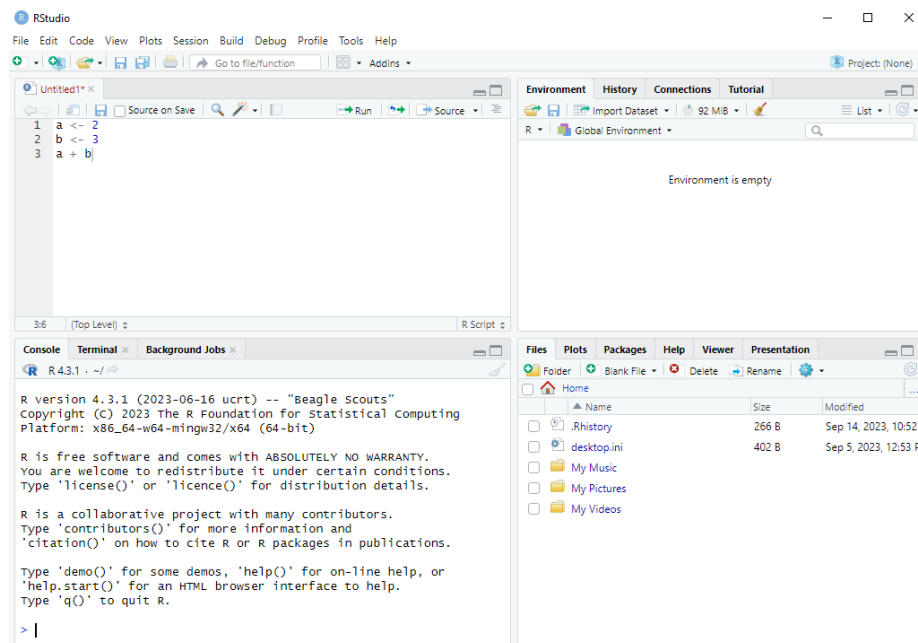 RStudio
File Edit Code View Plots Session Build Debug Profile Tools Help
Go to file/function Addins Project: (None)
Untitled1*
Source on Save Run Source
1 a <- 2
2 b <- 3
3 a + b
3:6 (Top Level) R Script
Environment History Connections Tutorial
Import Dataset 92 MiB List
R Global Environment
Environment is empty
Console Terminal Background Jobs
R 4.3.1 · ~/
R version 4.3.1 (2023-06-16 ucrt) -- "Beagle Scouts"
Copyright (C) 2023 The R Foundation for Statistical Computing
Platform: x86_64-w64-mingw32/x64 (64-bit)
R is free software and comes with ABSOLUTELY NO WARRANTY.
You are welcome to redistribute it under certain conditions.
Type 'license()' or 'licence()' for distribution details.
R is a collaborative project with many contributors.
Type 'contributors()' for more information and
'citation()' on how to cite R or R packages in publications.
Type 'demo()' for some demos, 'help()' for on-line help, or
'help.start()' for an HTML browser interface to help.
Type 'q()' to quit R.
>
Files Plots Packages Help Viewer Presentation
Folder Blank File Delete Rename
Home ...
Name Size Modified
.Rhistory 266 B Sep 14, 2023, 10:52
desktop.ini 402 B Sep 5, 2023, 12:53 P
My Music
My Pictures
My Videos